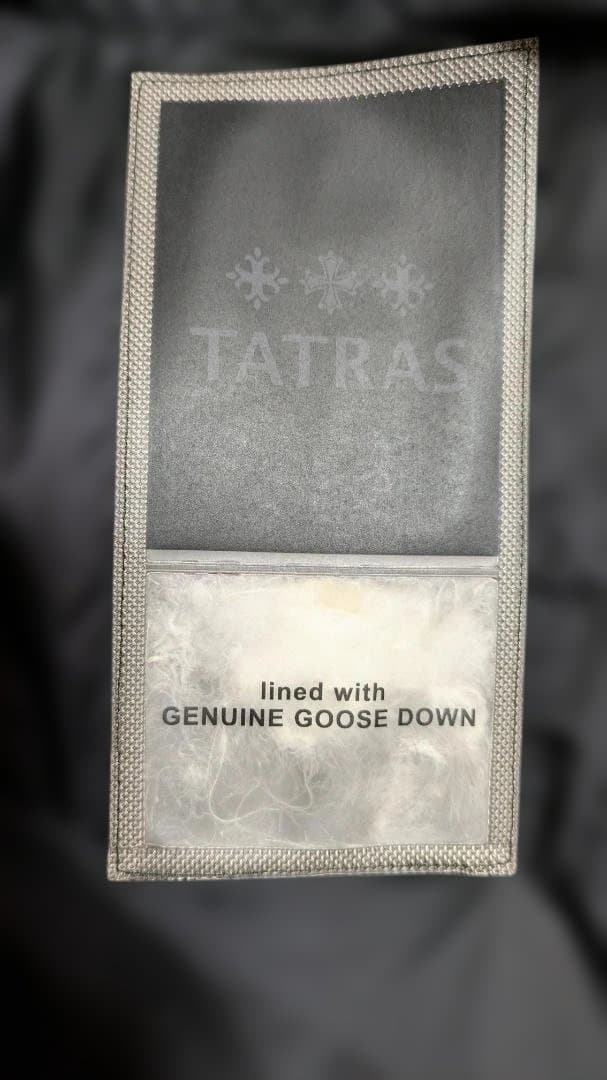 TATRAS
lined with
GENUINE GOOSE DOWN